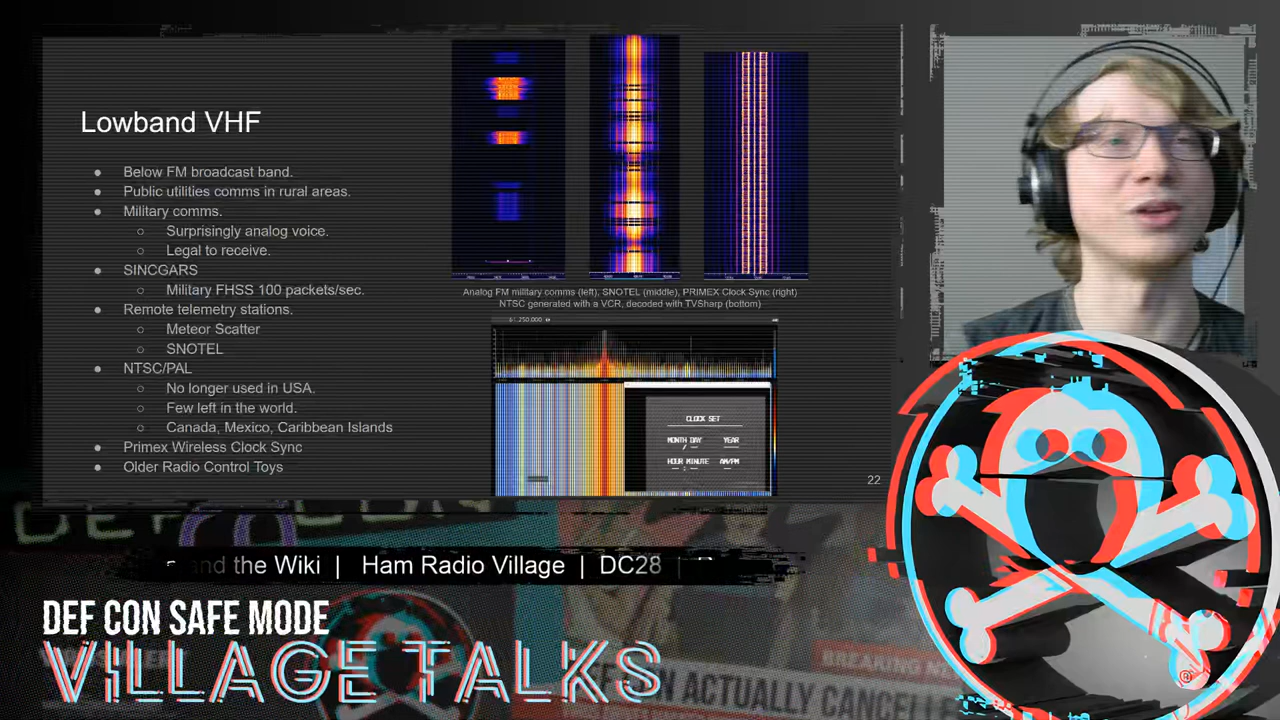 Lowband VHF
● Below FM broadcast band.
● Public utilities comms in rural areas.
● Military comms.
○ Surprisingly analog voice.
○ Legal to receive.
● SINCGARS
○ Military FHSS 100 packets/sec.
● Remote telemetry stations.
○ Meteor Scatter
○ SNOTEL
● NTSC/PAL
○ No longer used in USA.
○ Few left in the world.
○ Canada, Mexico, Caribbean Islands
● Primex Wireless Clock Sync
● Older Radio Control Toys
Analog FM military comms (left), SNOTEL (middle), PRIMEX Clock Sync (right)
NTSC generated with a VCR, decoded with TVSharp (bottom)
CLOCK SET
MONTH DAY YEAR
/ --
HOUR MINUTE AM/PM
-- : --
22
and the Wiki | Ham Radio Village | DC28 |
DEF CON
DEF CON SAFE MODE
VILLAGE TALKS
BREAKING
CON ACTUALLY
®